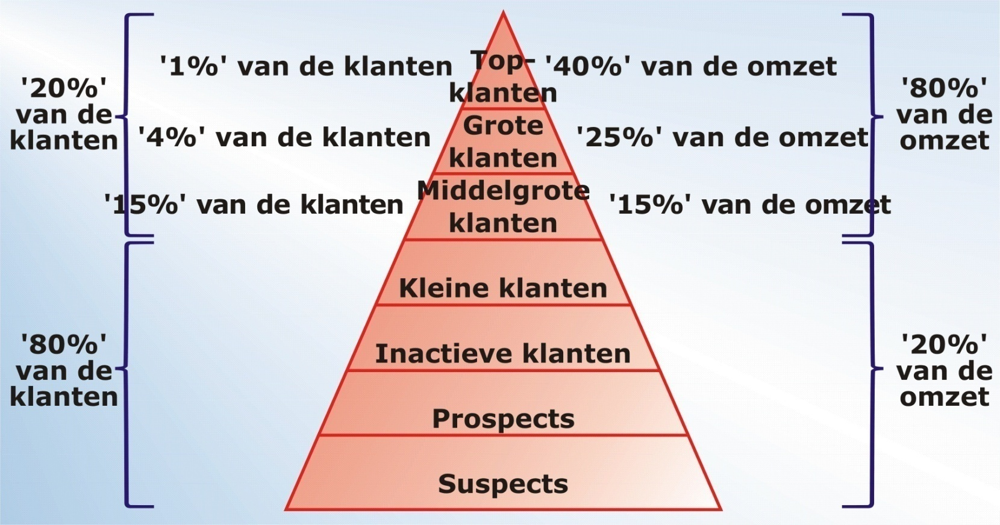 '20%'
van de
klanten
'1%' van de klanten
'4%' van de klanten
'15%' van de klanten
Top-
klanten
Grote
klanten
Middelgrote
klanten
Kleine klanten
Inactieve klanten
Prospects
Suspects
'40%' van de omzet
'25%' van de omzet
'15%' van de omzet
'80%'
van de
omzet
'80%'
van de
klanten
'20%'
van de
omzet